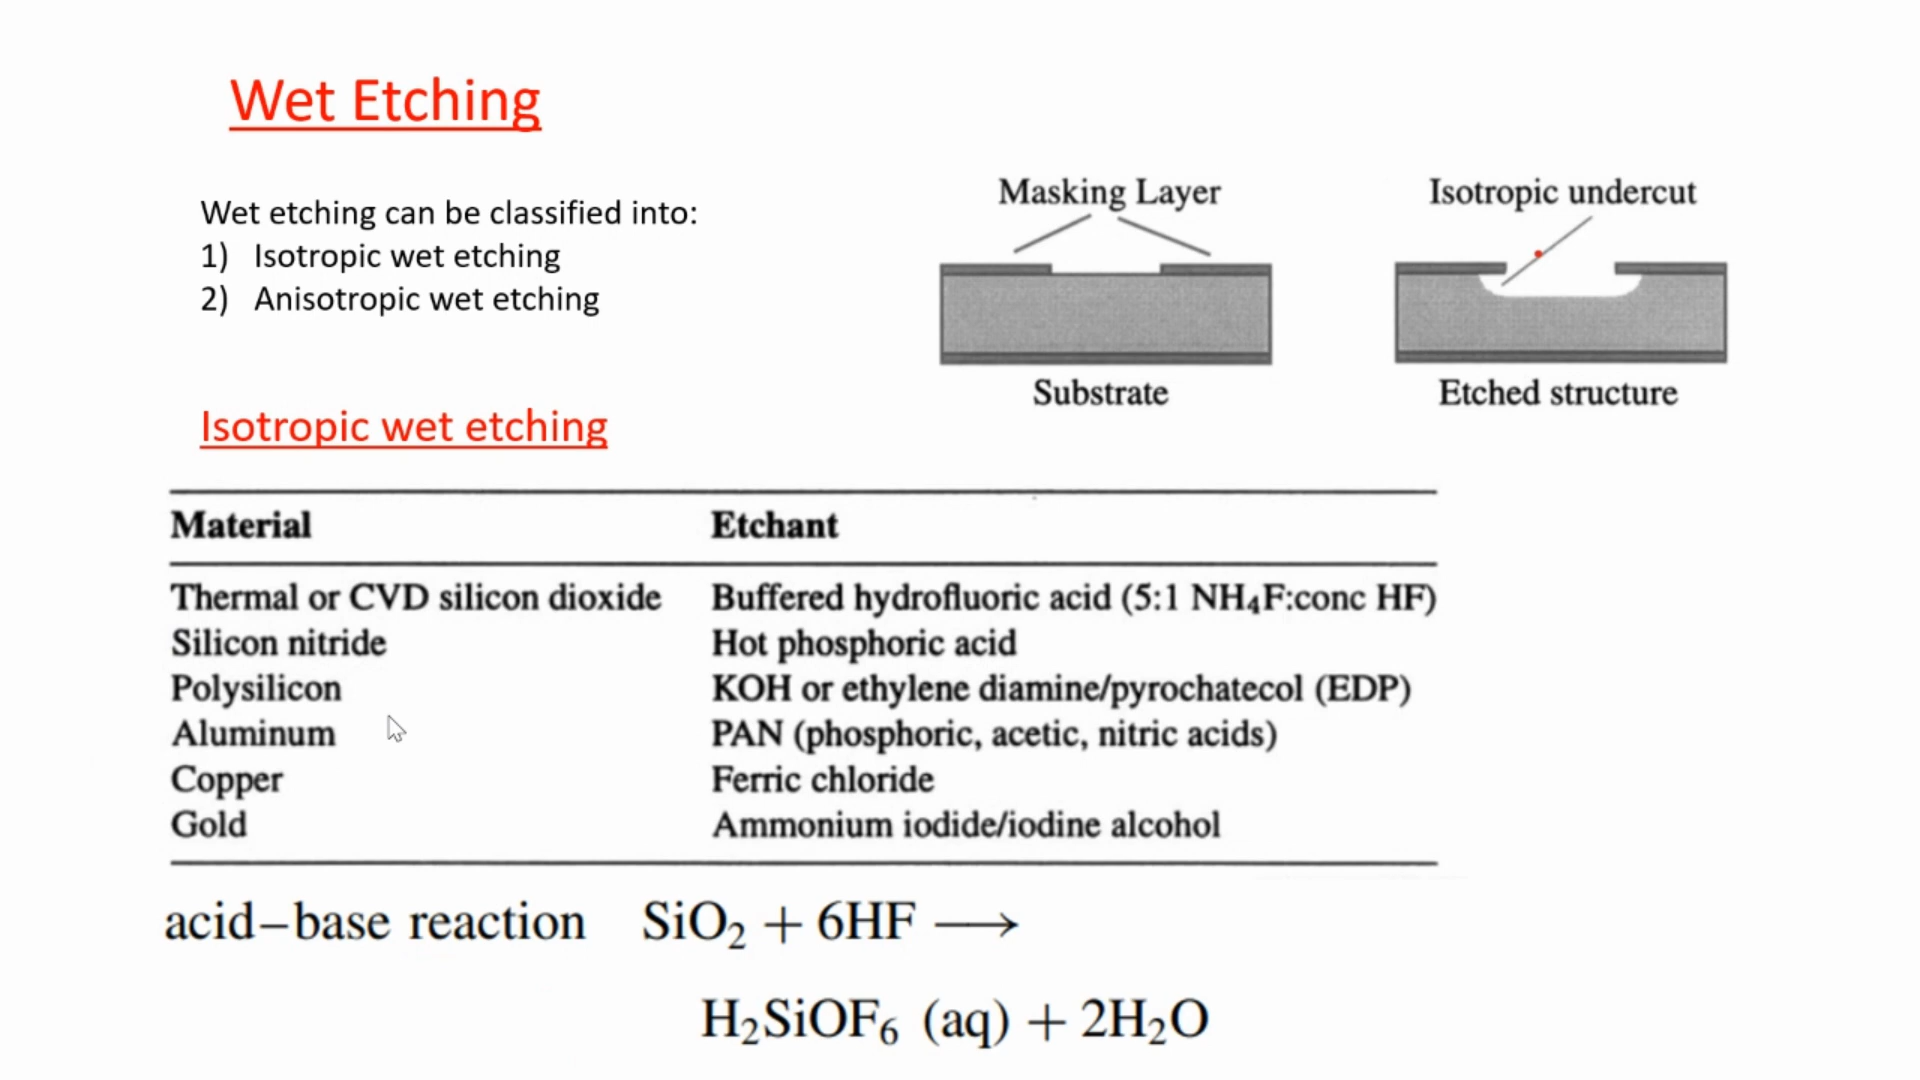 Wet Etching
Wet etching can be classified into:
1) Isotropic wet etching
2) Anisotropic wet etching
Masking Layer
Substrate
Isotropic undercut
Etched structure
Isotropic wet etching
Material Etchant
Thermal or CVD silicon dioxide Buffered hydrofluoric acid (5:1 NH₄F:conc HF)
Silicon nitride Hot phosphoric acid
Polysilicon KOH or ethylene diamine/pyrochatecol (EDP)
Aluminum PAN (phosphoric, acetic, nitric acids)
Copper Ferric chloride
Gold Ammonium iodide/iodine alcohol
acid–base reaction SiO₂ + 6HF ⟶
H₂SiOF₆ (aq) + 2H₂O